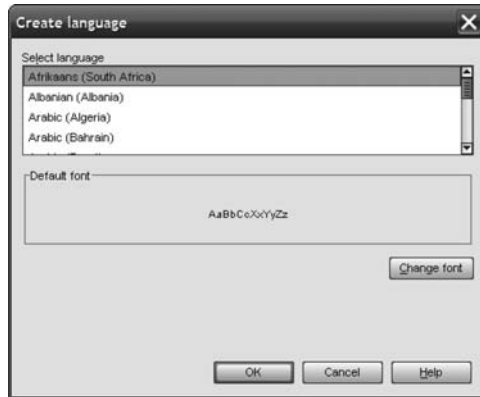 Create language
Select language
Afrikaans (South Africa)
Albanian (Albania)
Arabic (Algeria)
Arabic (Bahrain)
Default font
AaBbCcXxYyZz
Change font
OK Cancel Help